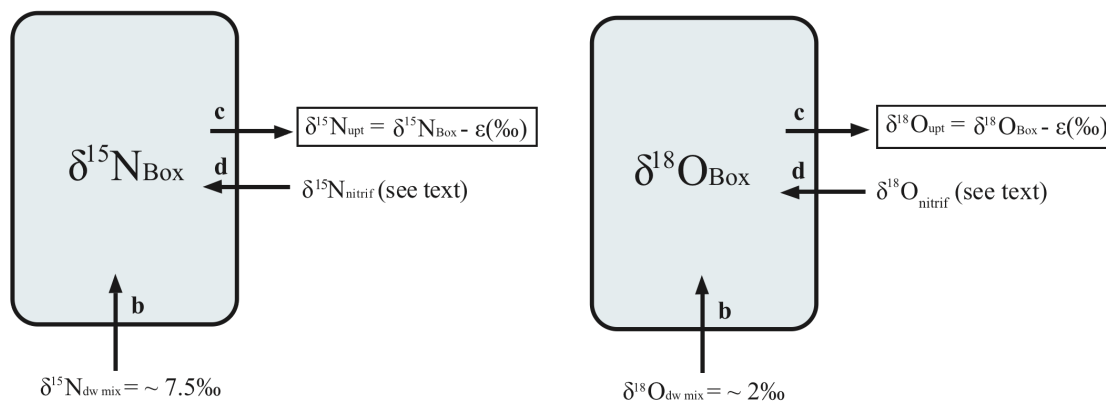 c
δ¹⁵Nupt = δ¹⁵NBox - ε(‰)
δ¹⁵NBox
d
δ¹⁵Nnitrif (see text)
b
δ¹⁵Ndw mix = ~ 7.5‰
c
δ¹⁸Oupt = δ¹⁸OBox - ε(‰)
δ¹⁸OBox
d
δ¹⁸Onitrif (see text)
b
δ¹⁸Odw mix = ~ 2‰